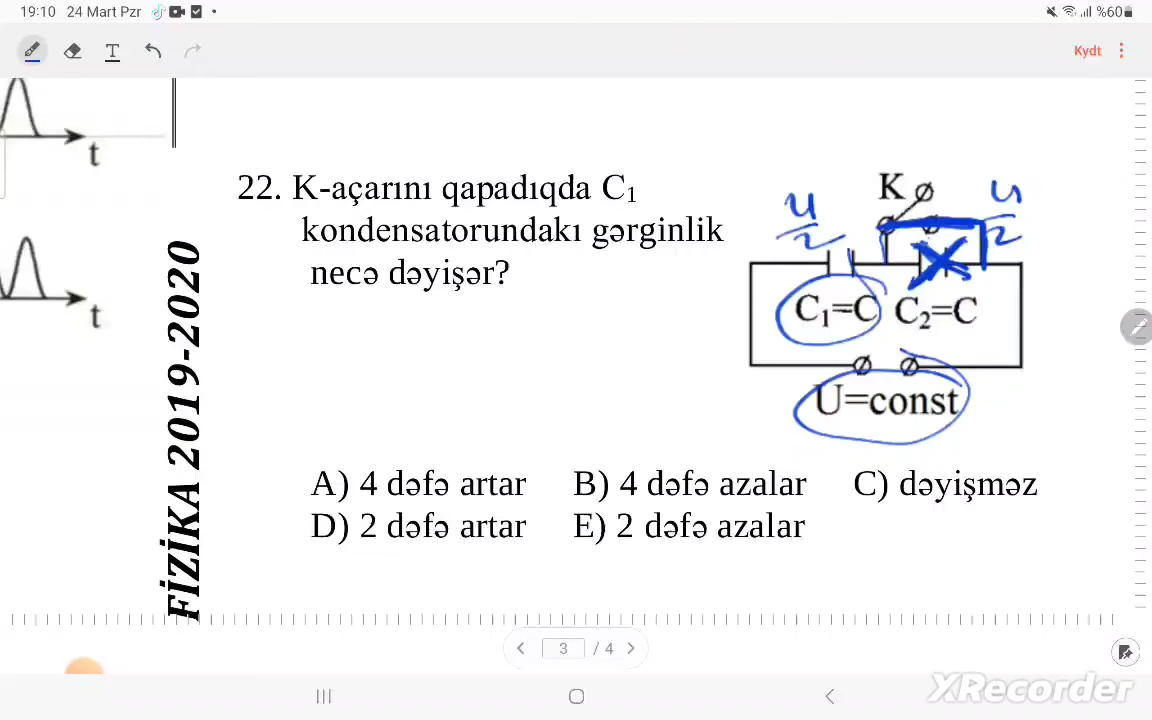 19:10 24 Mart Pzr
%60
T
Kydt
t
t
FİZİKA 2019-2020
22. K-açarını qapadıqda C₁
kondensatorundakı gərginlik
necə dəyişər?
K
U/2
U/2
C₁=C C₂=C
U=const
A) 4 dəfə artar B) 4 dəfə azalar C) dəyişməz
D) 2 dəfə artar E) 2 dəfə azalar
3 / 4
XRecorder